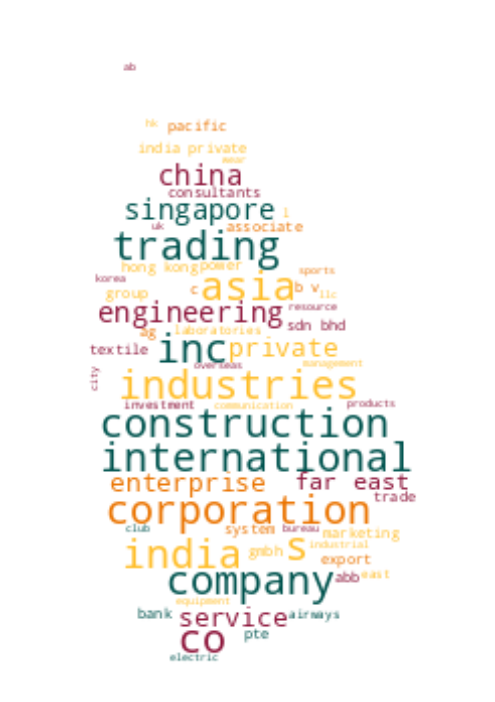 ab
hk pacific
india private
wear
china
consultants
singapore l
uk associate
trading
hong kong power
sports
korea
c asia b v
group llc
engineering resource
sdn bhd
ag laboratories
textile inc private
overseas management
city industries
investment communication products
construction
international
enterprise far east
trade
corporation
club system bureau marketing
india gmbh s industrial
export
company abb east
equipment
bank service airways
co pte
electric